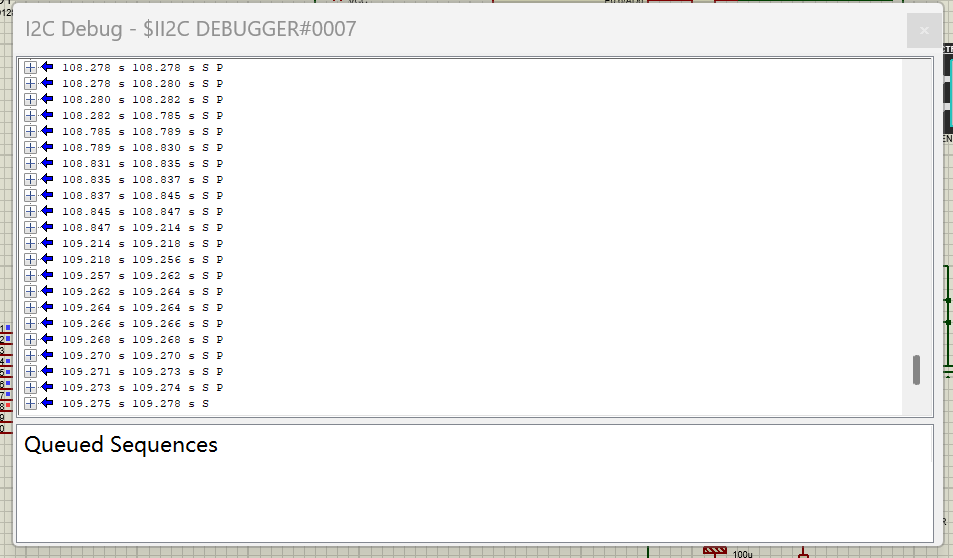 I2C Debug - $II2C DEBUGGER#0007
108.278 s 108.278 s S P
108.278 s 108.280 s S P
108.280 s 108.282 s S P
108.282 s 108.785 s S P
108.785 s 108.789 s S P
108.789 s 108.830 s S P
108.831 s 108.835 s S P
108.835 s 108.837 s S P
108.837 s 108.845 s S P
108.845 s 108.847 s S P
108.847 s 109.214 s S P
109.214 s 109.218 s S P
109.218 s 109.256 s S P
109.257 s 109.262 s S P
109.262 s 109.264 s S P
109.264 s 109.264 s S P
109.266 s 109.266 s S P
109.268 s 109.268 s S P
109.270 s 109.270 s S P
109.271 s 109.273 s S P
109.273 s 109.274 s S P
109.275 s 109.278 s S
Queued Sequences
100u